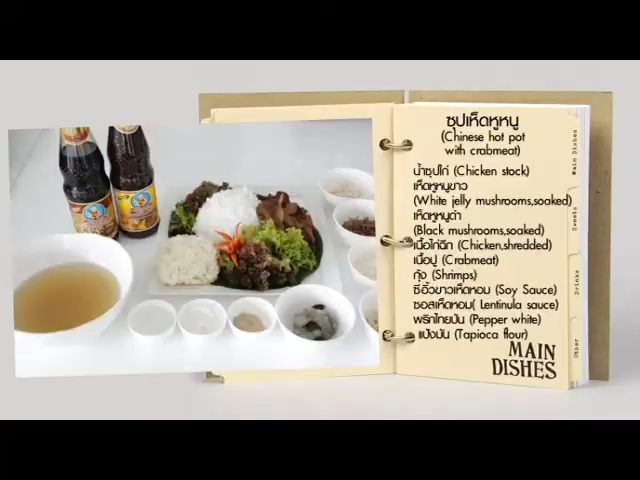 ซุปเห็ดหูหนู
(Chinese hot pot
with crabmeat)
น้ำซุปไก่ (Chicken stock)
เห็ดหูหนูขาว
(White jelly mushrooms,soaked)
เห็ดหูหนูดำ
(Black mushrooms,soaked)
เนื้อไก่ฉีก (Chicken,shredded)
เนื้อปู (Crabmeat)
กุ้ง (Shrimps)
ซีอิ้วขาวเห็ดหอม (Soy Sauce)
ซอสเห็ดหอม( Lentinula sauce)
พริกไทยป่น (Pepper white)
แป้งมัน (Tapioca flour)
MAIN
DISHES
Main Dishes
Sweets
Drinks
Other